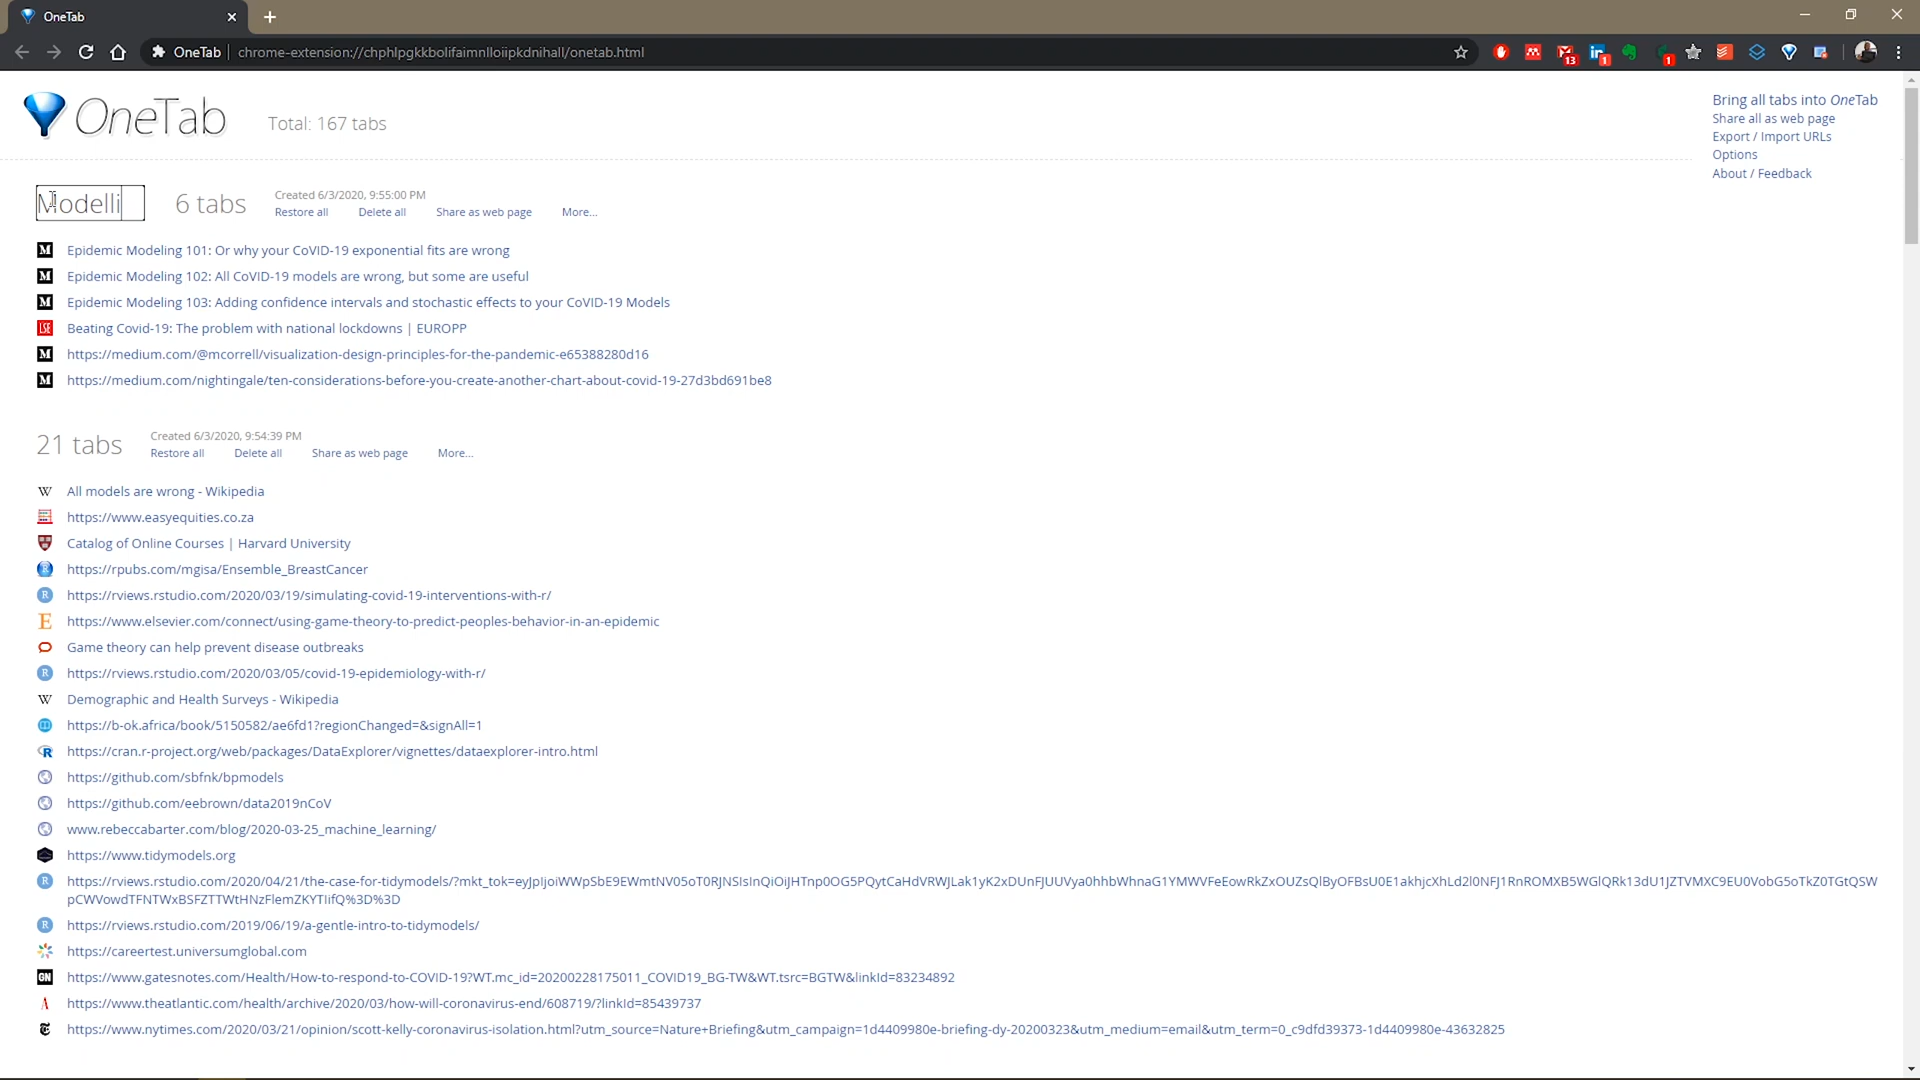 OneTab
OneTab chrome-extension://chphlpgkkbolifaimnlloiipkdnihall/onetab.html
13
1
1
OneTab
Total: 167 tabs
Bring all tabs into OneTab
Share all as web page
Export / Import URLs
Options
About / Feedback
Modelli
6 tabs
Created 6/3/2020, 9:55:00 PM
Restore all Delete all Share as web page More...
Epidemic Modeling 101: Or why your CoVID-19 exponential fits are wrong
Epidemic Modeling 102: All CoVID-19 models are wrong, but some are useful
Epidemic Modeling 103: Adding confidence intervals and stochastic effects to your CoVID-19 Models
LSE Beating Covid-19: The problem with national lockdowns | EUROPP
https://medium.com/@mcorrell/visualization-design-principles-for-the-pandemic-e65388280d16
https://medium.com/nightingale/ten-considerations-before-you-create-another-chart-about-covid-19-27d3bd691be8
21 tabs
Created 6/3/2020, 9:54:39 PM
Restore all Delete all Share as web page More...
All models are wrong - Wikipedia
https://www.easyequities.co.za
Catalog of Online Courses | Harvard University
https://rpubs.com/mgisa/Ensemble_BreastCancer
https://rviews.rstudio.com/2020/03/19/simulating-covid-19-interventions-with-r/
https://www.elsevier.com/connect/using-game-theory-to-predict-peoples-behavior-in-an-epidemic
Game theory can help prevent disease outbreaks
https://rviews.rstudio.com/2020/03/05/covid-19-epidemiology-with-r/
Demographic and Health Surveys - Wikipedia
https://b-ok.africa/book/5150582/ae6fd1?regionChanged=&signAll=1
https://cran.r-project.org/web/packages/DataExplorer/vignettes/dataexplorer-intro.html
https://github.com/sbfnk/bpmodels
https://github.com/eebrown/data2019nCoV
www.rebeccabarter.com/blog/2020-03-25_machine_learning/
https://www.tidymodels.org
https://rviews.rstudio.com/2019/06/19/a-gentle-intro-to-tidymodels/
https://careertest.universumglobal.com
GN https://www.gatesnotes.com/Health/How-to-respond-to-COVID-19?WT.mc_id=20200228175011_COVID19_BG-TW&WT.tsrc=BGTW&linkId=83234892
https://www.theatlantic.com/health/archive/2020/03/how-will-coronavirus-end/608719/?linkId=85439737
https://www.nytimes.com/2020/03/21/opinion/scott-kelly-coronavirus-isolation.html?utm_source=Nature+Briefing&utm_campaign=1d4409980e-briefing-dy-20200323&utm_medium=email&utm_term=0_c9dfd39373-1d4409980e-43632825